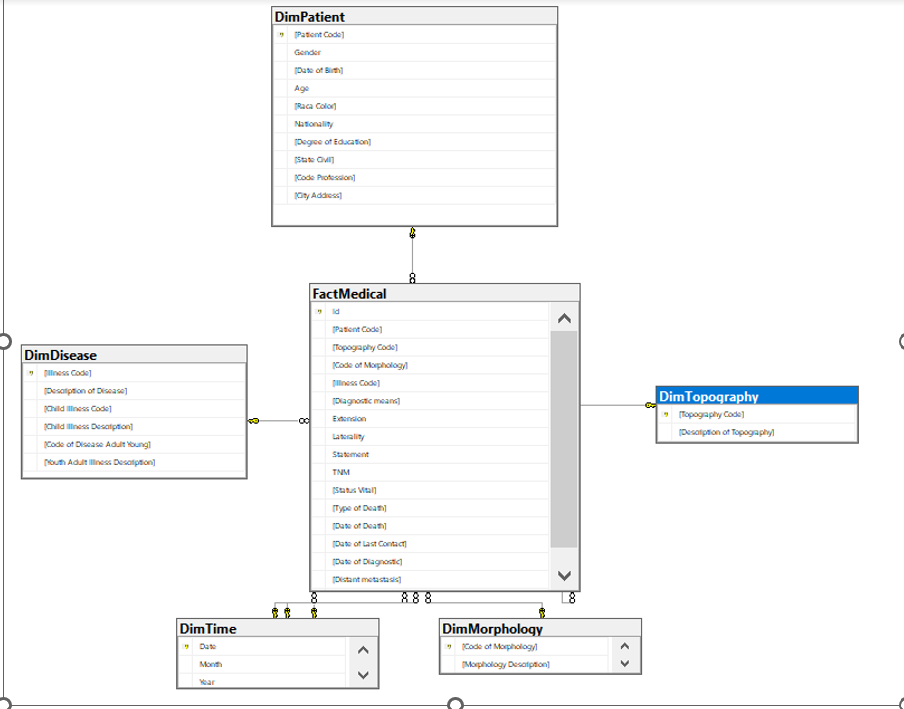 DimPatient
[Patient Code]
Gender
[Date of Birth]
Age
[Raca Color]
Nationality
[Degree of Education]
[State Civil]
[Code Profession]
[City Address]
FactMedical
Id
[Patient Code]
[Topography Code]
[Code of Morphology]
[Illness Code]
[Diagnostic means]
Extension
Laterality
Statement
TNM
[Status Vital]
[Type of Death]
[Date of Death]
[Date of Last Contact]
[Date of Diagnostic]
[Distant metastasis]
DimDisease
[Illness Code]
[Description of Disease]
[Child Illness Code]
[Child Illness Description]
[Code of Disease Adult Young]
[Youth Adult Illness Description]
DimTopography
[Topography Code]
[Description of Topography]
DimTime
Date
Month
Year
DimMorphology
[Code of Morphology]
[Morphology Description]